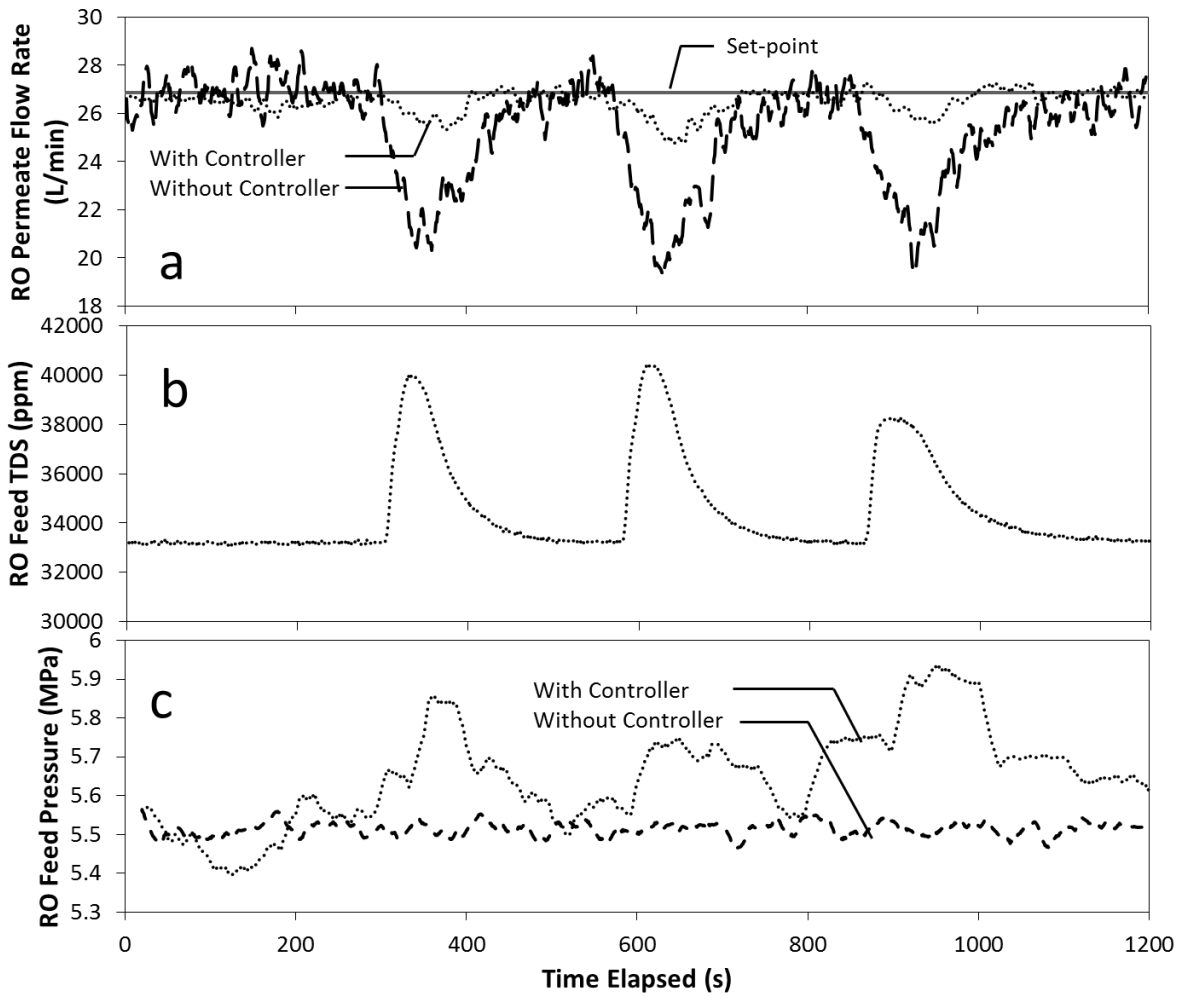 RO Permeate Flow Rate
(L/min)
30
28
26
24
22
20
18
Set-point
With Controller
Without Controller
a
RO Feed TDS (ppm)
42000
40000
38000
36000
34000
32000
30000
b
RO Feed Pressure (MPa)
6
5.9
5.8
5.7
5.6
5.5
5.4
5.3
With Controller
Without Controller
c
0 200 400 600 800 1000 1200
Time Elapsed (s)